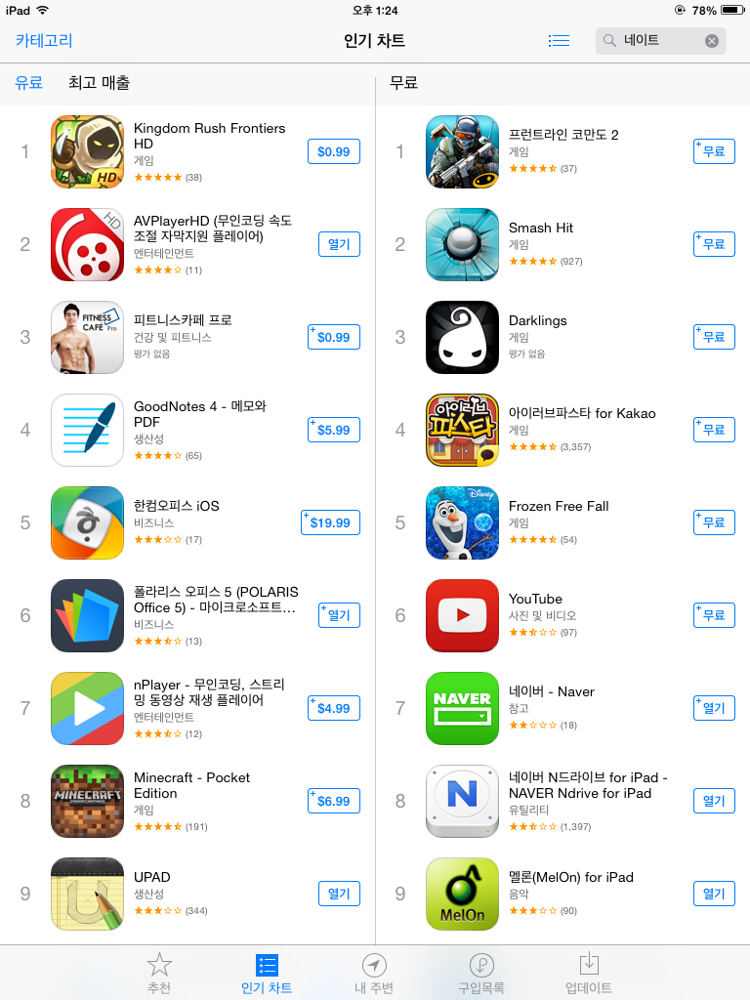 iPad 오후 1:24 78%
카테고리 인기 차트 네이트
유료 최고 매출
1
HD
Kingdom Rush Frontiers
HD
게임
(38)
$0.99
2
HD
AVPlayerHD (무인코딩 속도
조절 자막지원 플레이어)
엔터테인먼트
(11)
열기
3
FITNESS
CAFÉ Pro
피트니스카페 프로
건강 및 피트니스
평가 없음
+ $0.99
4
GoodNotes 4 - 메모와
PDF
생산성
(65)
+ $5.99
5
한컴오피스 iOS
비즈니스
(17)
+ $19.99
6
폴라리스 오피스 5 (POLARIS
Office 5) - 마이크로소프트...
비즈니스
(13)
+ 열기
7
nPlayer - 무인코딩, 스트리
밍 동영상 재생 플레이어
엔터테인먼트
(12)
+ $4.99
8
MINECRAFT
Minecraft - Pocket
Edition
게임
(191)
+ $6.99
9
U
UPAD
생산성
(344)
열기
무료
1
프런트라인 코만도 2
게임
(37)
+ 무료
2
Smash Hit
게임
(927)
+ 무료
3
Darklings
게임
평가 없음
+ 무료
4
아이러브
파스타
아이러브파스타 for Kakao
게임
(3,357)
+ 무료
5
Disney
Frozen Free Fall
게임
(54)
+ 무료
6
YouTube
사진 및 비디오
(97)
+ 무료
7
NAVER
네이버 - Naver
참고
(18)
+ 열기
8
N
네이버 N드라이브 for iPad -
NAVER Ndrive for iPad
유틸리티
(1,397)
열기
9
MelOn
멜론(MelOn) for iPad
음악
(90)
열기
추천 인기 차트 내 주변 구입목록 업데이트